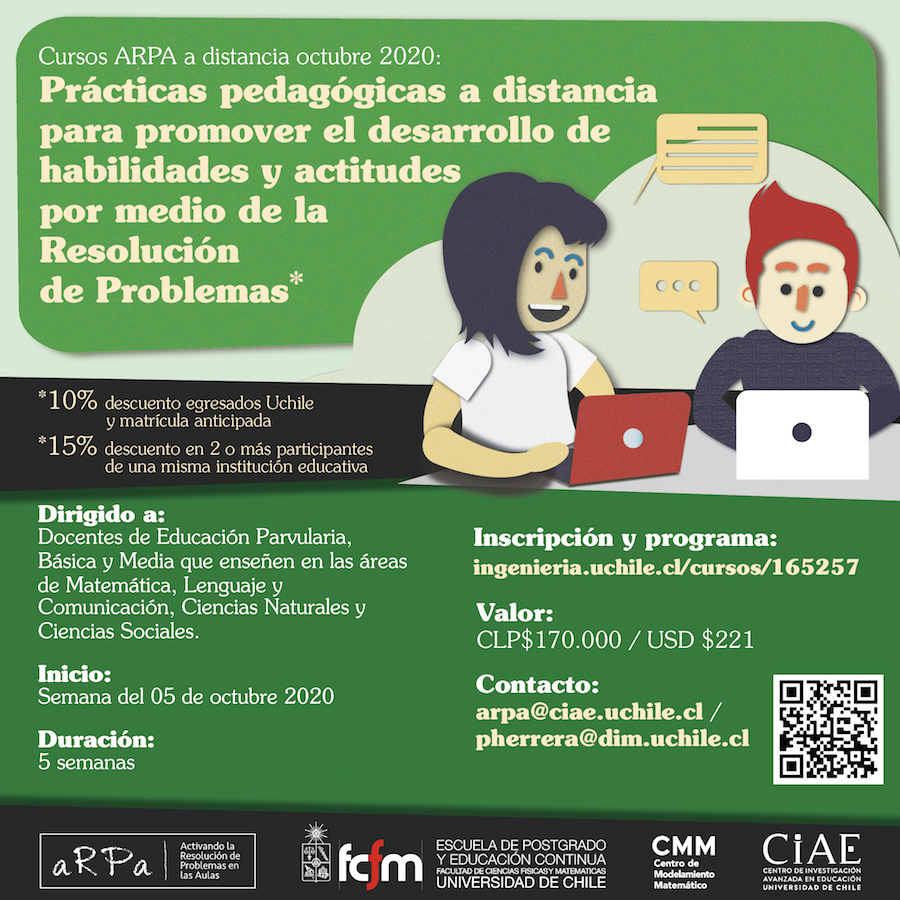 Cursos ARPA a distancia octubre 2020:
Prácticas pedagógicas a distancia
para promover el desarrollo de
habilidades y actitudes
por medio de la
Resolución
de Problemas*
*10% descuento egresados Uchile
y matrícula anticipada
*15% descuento en 2 o más participantes
de una misma institución educativa
Dirigido a:
Docentes de Educación Parvularia,
Básica y Media que enseñen en las áreas
de Matemática, Lenguaje y
Comunicación, Ciencias Naturales y
Ciencias Sociales.
Inicio:
Semana del 05 de octubre 2020
Duración:
5 semanas
Inscripción y programa:
ingenieria.uchile.cl/cursos/165257
Valor:
CLP$170.000 / USD $221
Contacto:
arpa@ciae.uchile.cl /
pherrera@dim.uchile.cl
aRPa
Activando la
Resolución de
Problemas en
las Aulas
fcfm
ESCUELA DE POSTGRADO
Y EDUCACIÓN CONTINUA
FACULTAD DE CIENCIAS FISICAS Y MATEMATICAS
UNIVERSIDAD DE CHILE
CMM
Centro de
Modelamiento
Matemático
CiAE
CENTRO DE INVESTIGACIÓN
AVANZADA EN EDUCACIÓN
UNIVERSIDAD DE CHILE